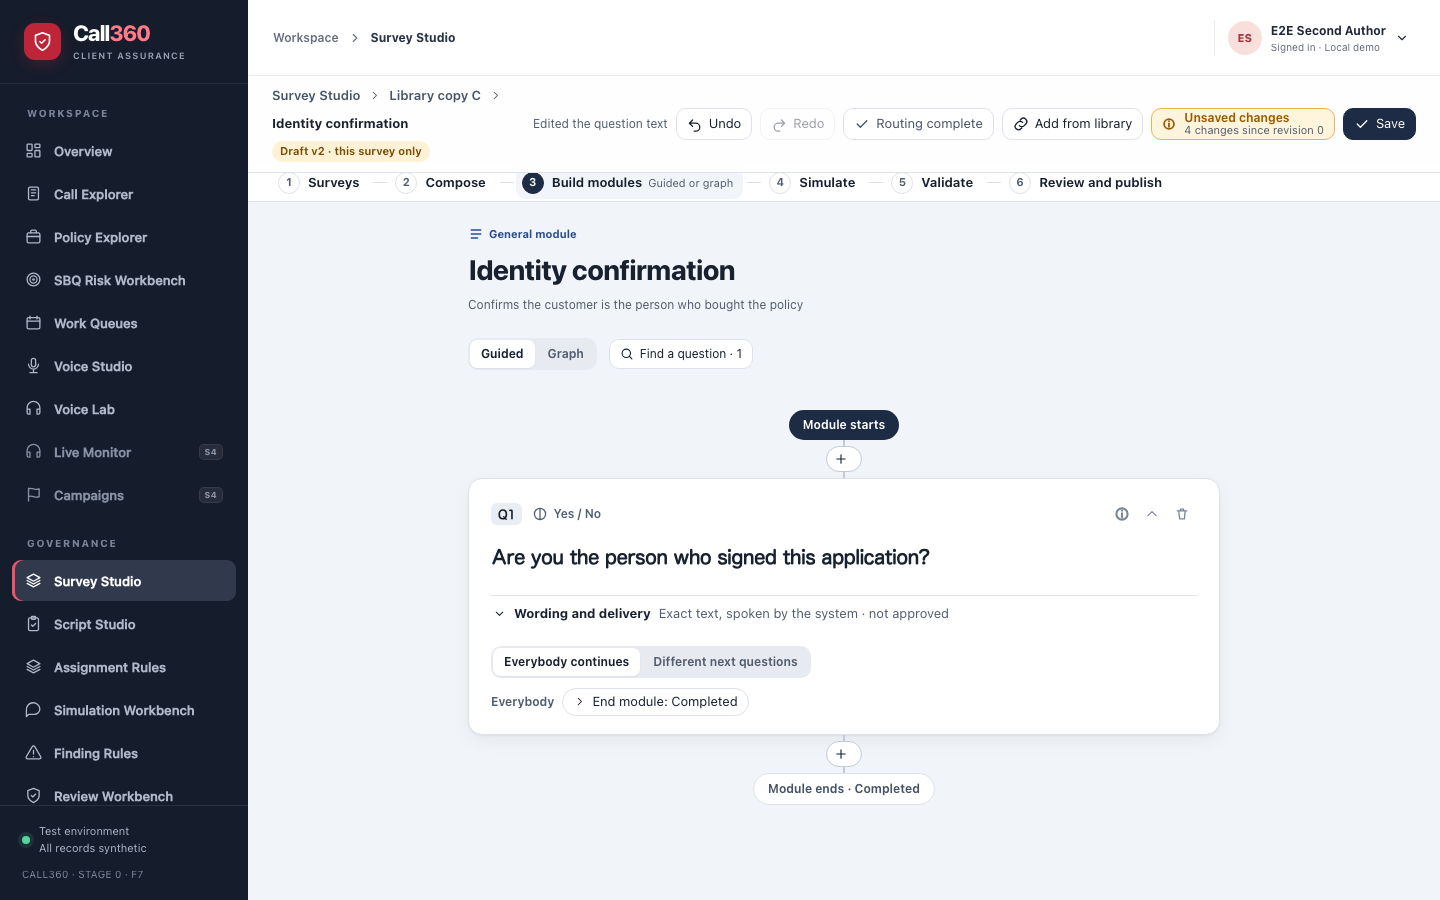 Call360
CLIENT ASSURANCE
WORKSPACE
Overview
Call Explorer
Policy Explorer
SBQ Risk Workbench
Work Queues
Voice Studio
Voice Lab
Live Monitor S4
Campaigns S4
GOVERNANCE
Survey Studio
Script Studio
Assignment Rules
Simulation Workbench
Finding Rules
Review Workbench
Test environment
All records synthetic
CALL360 · STAGE 0 · F7
Workspace > Survey Studio
ES
E2E Second Author
Signed in · Local demo
Survey Studio > Library copy C >
Identity confirmation
Draft v2 · this survey only
Edited the question text
Undo
Redo
Routing complete
Add from library
Unsaved changes
4 changes since revision 0
Save
1 Surveys
2 Compose
3 Build modules Guided or graph
4 Simulate
5 Validate
6 Review and publish
General module
Identity confirmation
Confirms the customer is the person who bought the policy
Guided Graph
Find a question · 1
Module starts
+
Q1 Yes / No
Are you the person who signed this application?
Wording and delivery Exact text, spoken by the system · not approved
Everybody continues Different next questions
Everybody > End module: Completed
+
Module ends · Completed